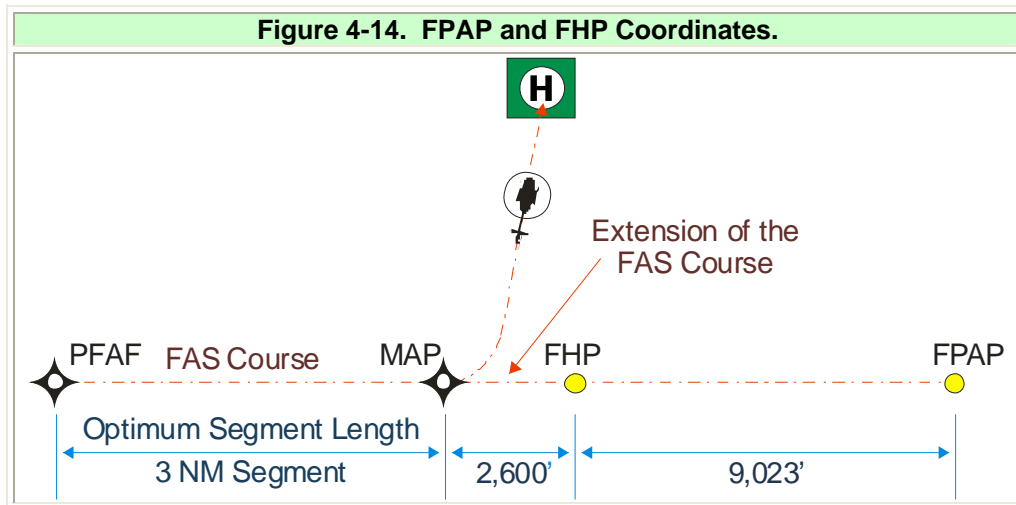 Figure 4-14. FPAP and FHP Coordinates.
H
Extension of the
FAS Course
PFAF FAS Course MAP FHP FPAP
Optimum Segment Length
3 NM Segment 2,600' 9,023'